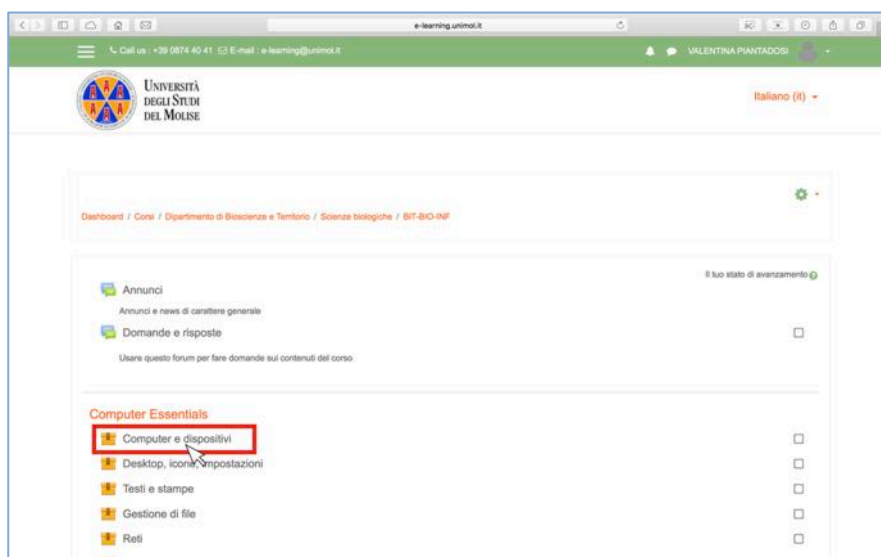 e-learning.unimol.it
Call us : +39 0874 40 41 E-mail : e-learning@unimol.it
VALENTINA PIANTADOSI
UNIVERSITÀ
DEGLI STUDI
DEL MOLISE
Italiano (it)
Dashboard / Corsi / Dipartimento di Bioscienze e Territorio / Scienze biologiche / BIT-BIO-INF
Il tuo stato di avanzamento
Annunci
Annunci e news di carattere generale
Domande e risposte
Usare questo forum per fare domande sui contenuti del corso
Computer Essentials
Computer e dispositivi
Desktop, icone, impostazioni
Testi e stampe
Gestione di file
Reti